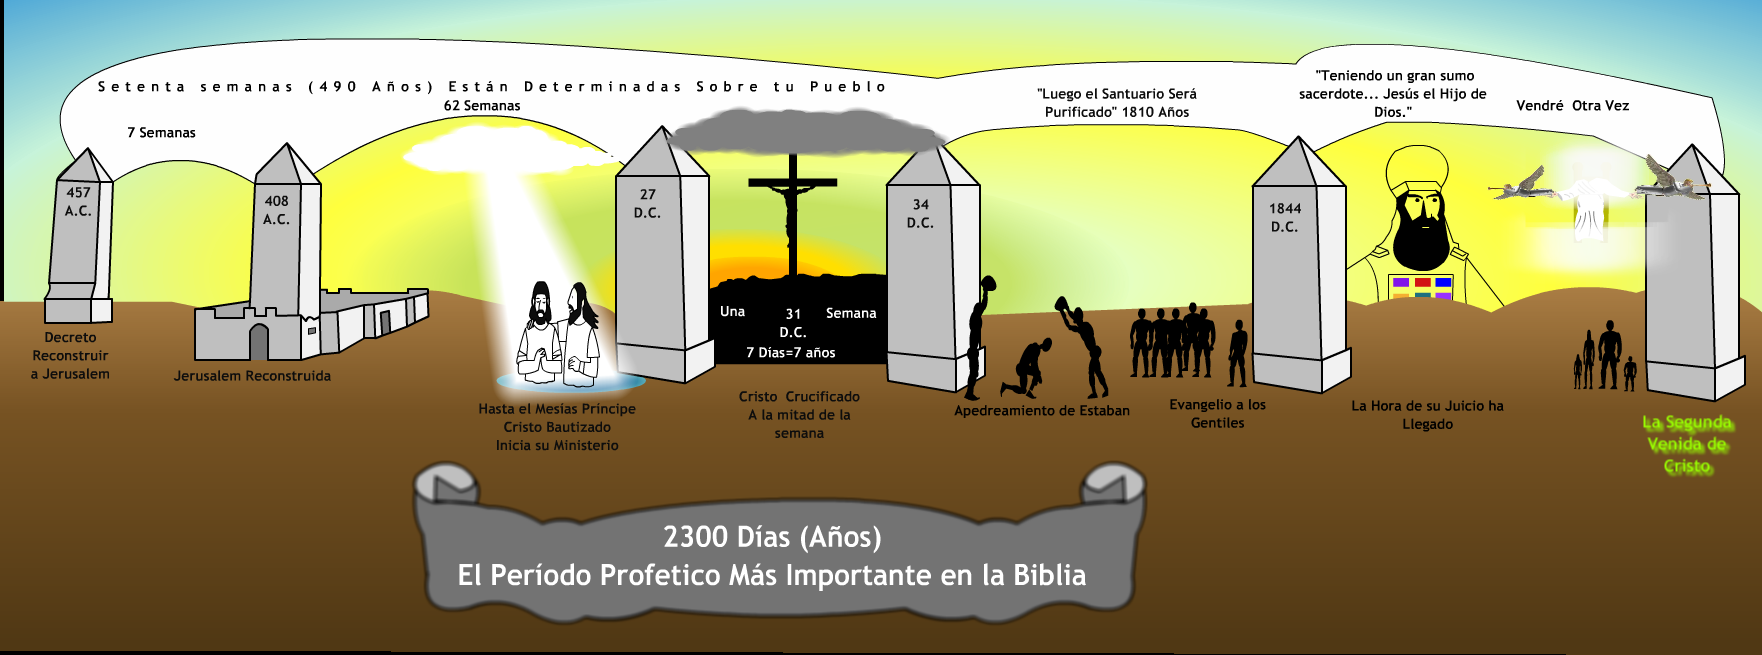 Setenta semanas (490 Años) Están Determinadas Sobre tu Pueblo
7 Semanas
62 Semanas
"Luego el Santuario Será
Purificado" 1810 Años
"Teniendo un gran sumo
sacerdote... Jesús el Hijo de
Dios."
Vendré Otra Vez
457
A.C.
408
A.C.
27
D.C.
34
D.C.
1844
D.C.
Una
31
D.C.
Semana
7 Dias=7 años
Decreto
Reconstruir
a Jerusalem
Jerusalem Reconstruida
Hasta el Mesias Príncipe
Cristo Bautizado
Inicia su Ministerio
Cristo Crucificado
A la mitad de la
semana
Apedreamiento de Estaban
Evangelio a los
Gentiles
La Hora de su Juicio ha
Llegado
La Segunda
Venida de
Cristo
2300 Días (Años)
El Período Profetico Más Importante en la Biblia